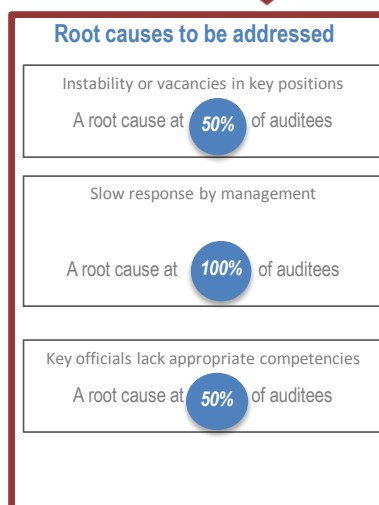 Root causes to be addressed
Instability or vacancies in key positions
A root cause at 50% of auditees
Slow response by management
A root cause at 100% of auditees
Key officials lack appropriate competencies
A root cause at 50% of auditees